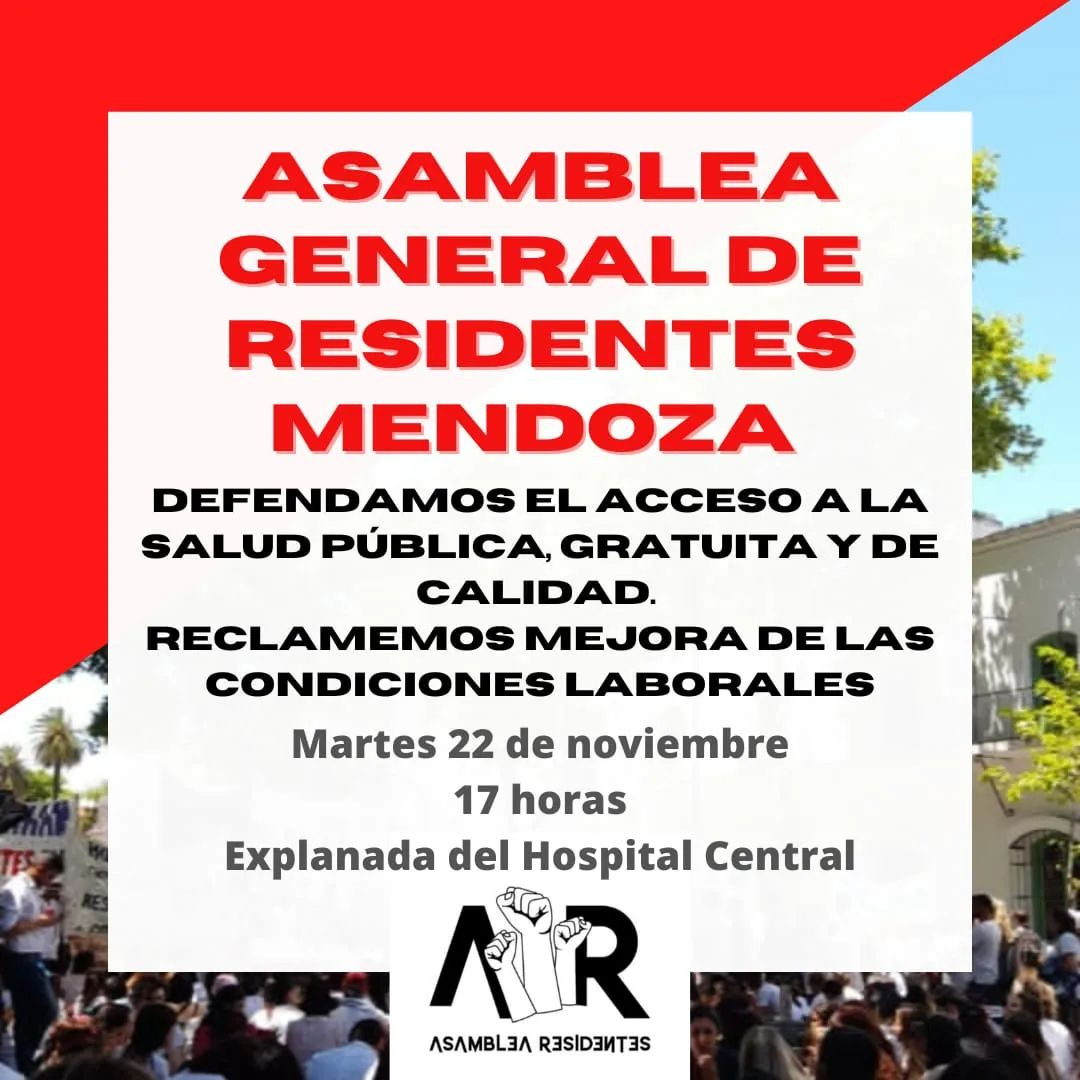 ASAMBLEA
GENERAL DE
RESIDENTES
MENDOZA
DEFENDAMOS EL ACCESO A LA
SALUD PÚBLICA, GRATUITA Y DE
CALIDAD.
RECLAMEMOS MEJORA DE LAS
CONDICIONES LABORALES
Martes 22 de noviembre
17 horas
Explanada del Hospital Central
AR
ASAMBLEA RESIDENTES